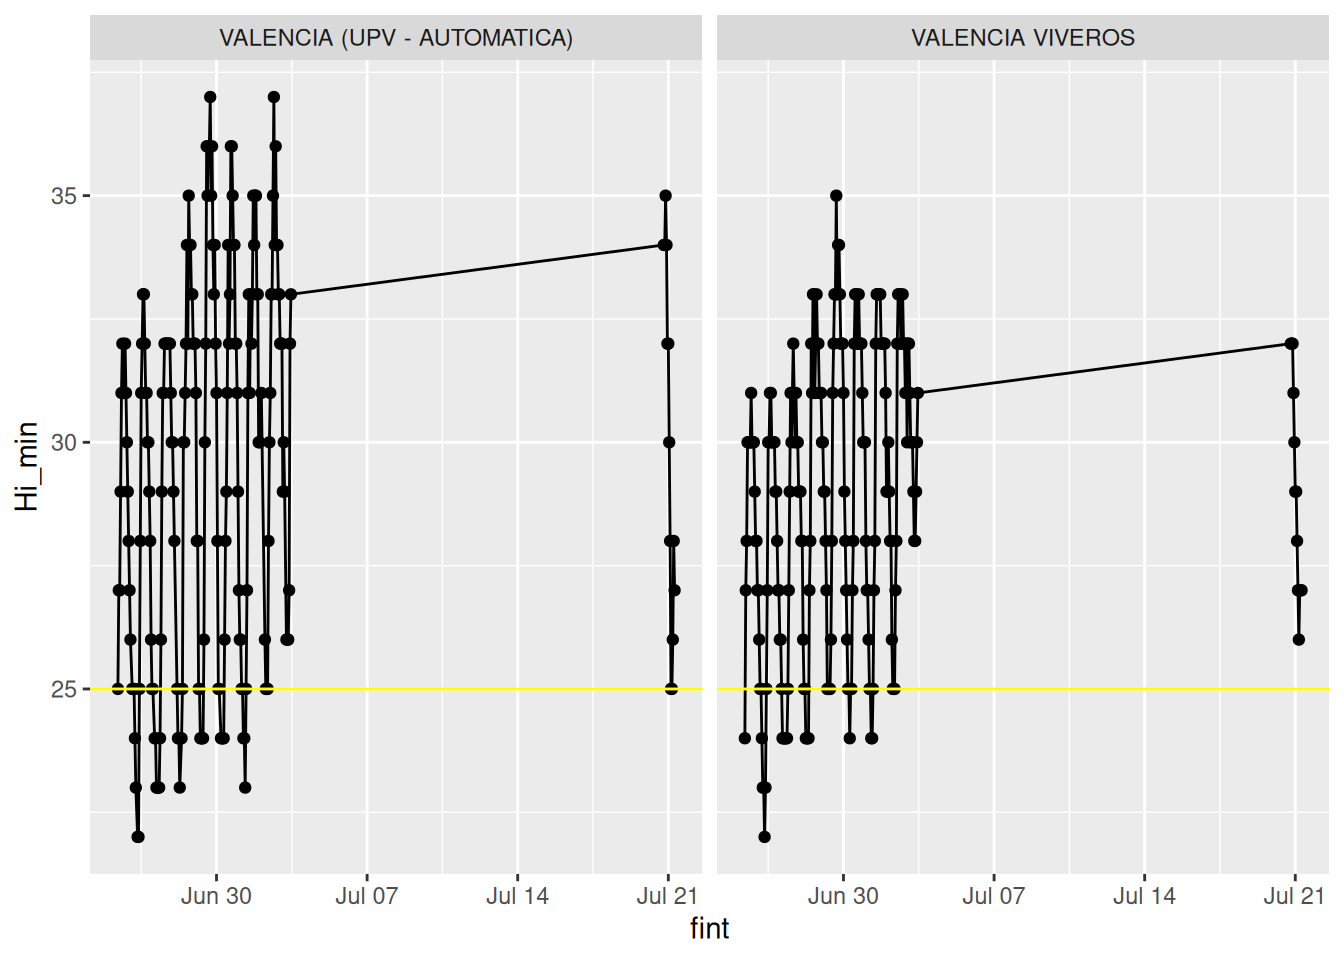 VALENCIA (UPV - AUTOMATICA)
VALENCIA VIVEROS
Hi_min
35
30
25
Jun 30 Jul 07 Jul 14 Jul 21
Jun 30 Jul 07 Jul 14 Jul 21
fint